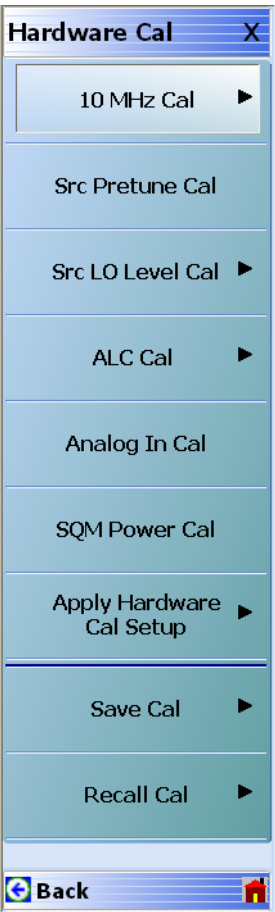 Hardware Cal X
10 MHz Cal
Src Pretune Cal
Src LO Level Cal
ALC Cal
Analog In Cal
SQM Power Cal
Apply Hardware
Cal Setup
Save Cal
Recall Cal
Back